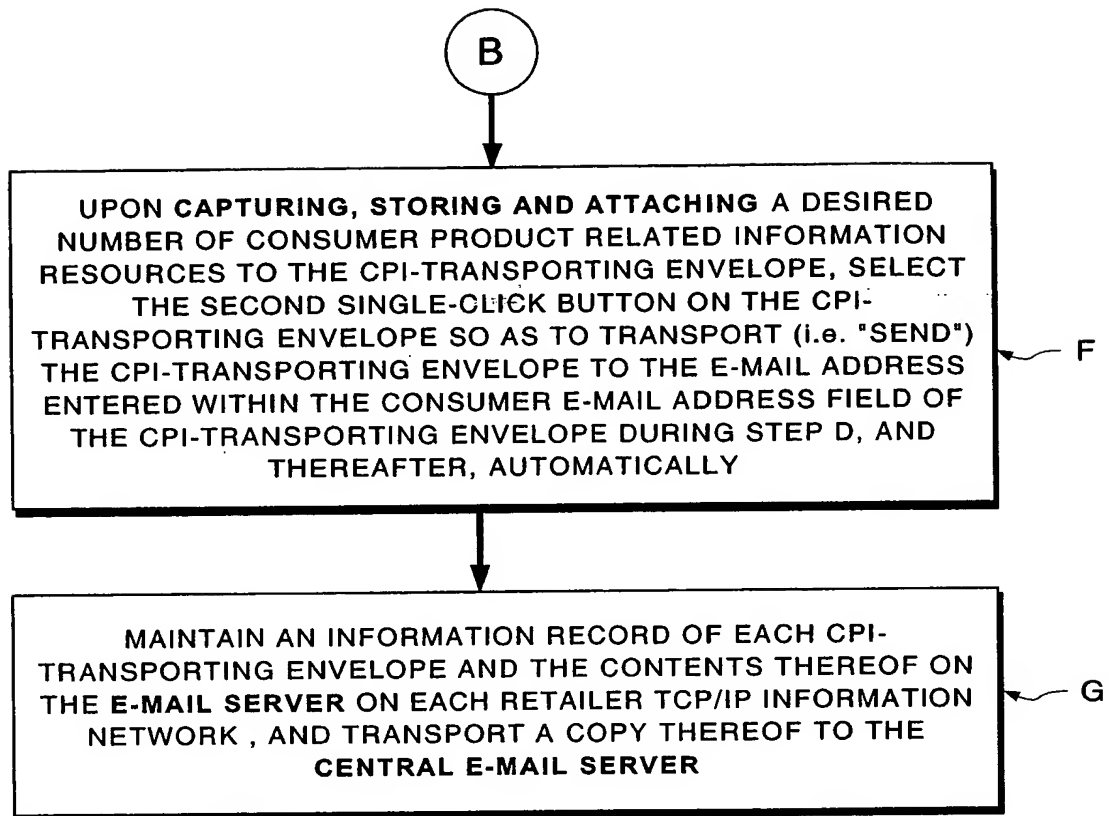 B
UPON CAPTURING, STORING AND ATTACHING A DESIRED
NUMBER OF CONSUMER PRODUCT RELATED INFORMATION
RESOURCES TO THE CPI-TRANSPORTING ENVELOPE, SELECT
THE SECOND SINGLE-CLICK BUTTON ON THE CPI-
TRANSPORTING ENVELOPE SO AS TO TRANSPORT (i.e. "SEND")
THE CPI-TRANSPORTING ENVELOPE TO THE E-MAIL ADDRESS
ENTERED WITHIN THE CONSUMER E-MAIL ADDRESS FIELD OF
THE CPI-TRANSPORTING ENVELOPE DURING STEP D, AND
THEREAFTER, AUTOMATICALLY
F
MAINTAIN AN INFORMATION RECORD OF EACH CPI-
TRANSPORTING ENVELOPE AND THE CONTENTS THEREOF ON
THE E-MAIL SERVER ON EACH RETAILER TCP/IP INFORMATION
NETWORK , AND TRANSPORT A COPY THEREOF TO THE
CENTRAL E-MAIL SERVER
G